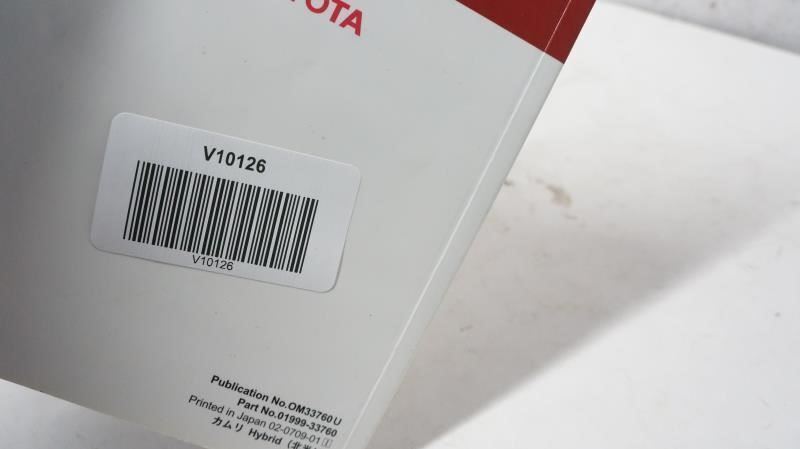 V10126
V10126
Publication No.OM33760U
Part No.01999-33760
Printed in Japan 02-0709-01
カムリ Hybrid